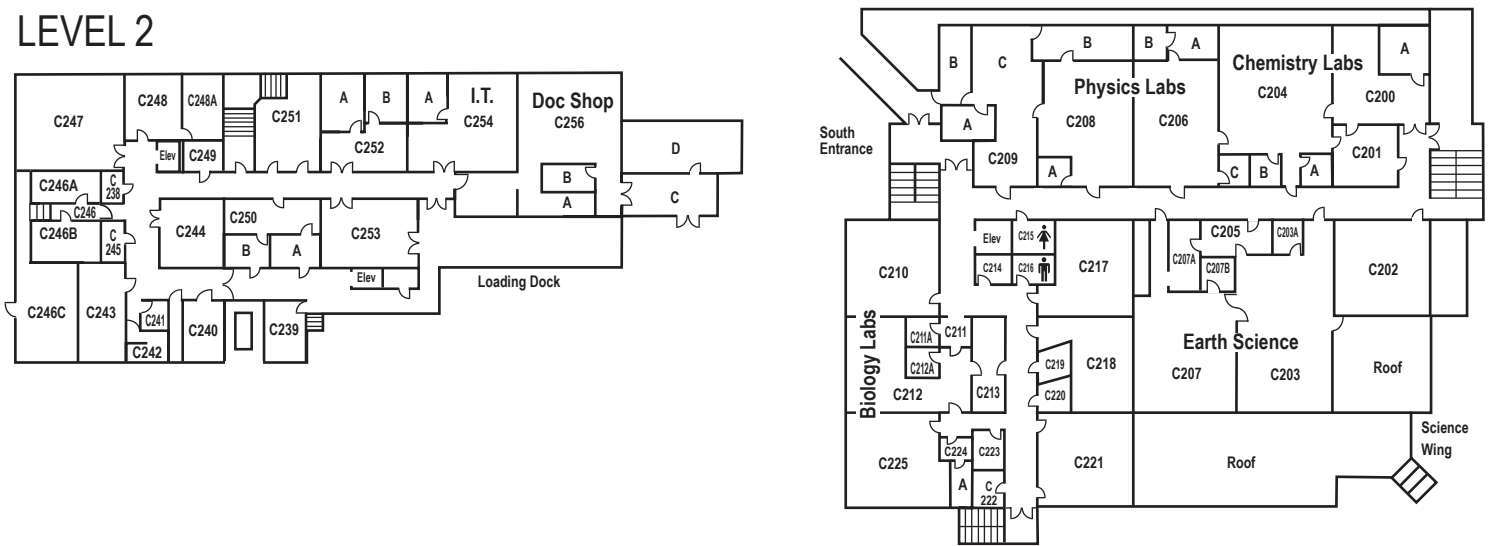 LEVEL 2
C247
C248
C248A
C251
A
B
A
I.T.
C254
Doc Shop
C256
Elev
C249
C252
D
B
A
C
C246A
C
238
C246
C246B
C
245
C244
C250
B
A
C253
Elev
Loading Dock
C246C
C243
C241
C242
C240
C239
B
C
B
B
A
A
Physics Labs
C208
C206
Chemistry Labs
C204
A
C200
South
Entrance
A
C209
A
C
B
A
C201
Elev
C215
C214
C216
C217
C205
C203A
C207A
C207B
C202
C210
Biology Labs
C211A
C211
C212A
C212
C213
C219
C220
C218
Earth Science
C207
C203
Roof
C225
C224
C223
A
C
222
C221
Roof
Science
Wing